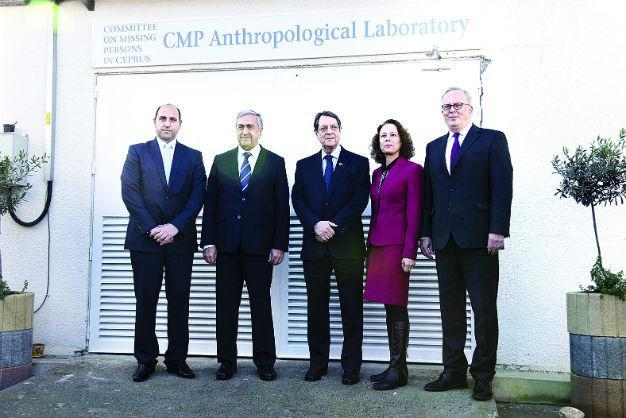 COMMITTEE
ON MISSING
PERSONS
IN CYPRUS
CMP Anthropological Laboratory